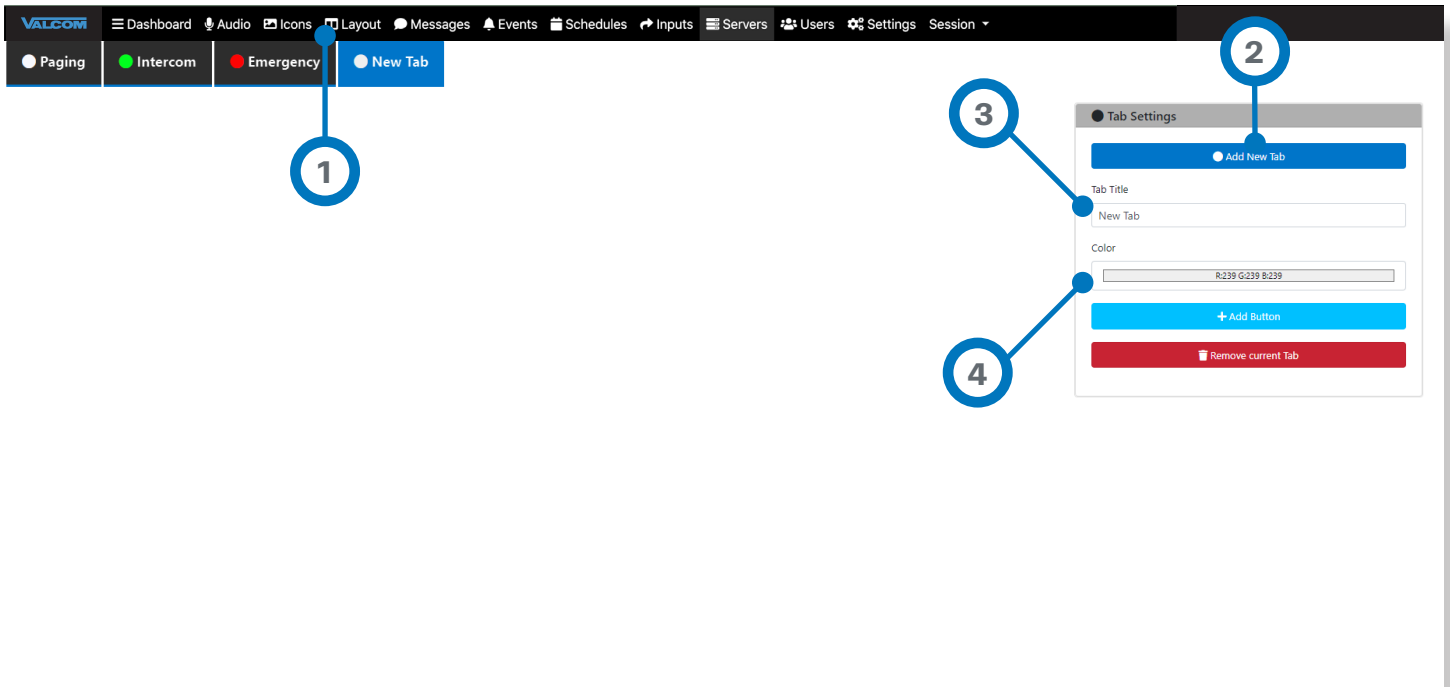 VALCOM Dashboard Audio Icons Layout Messages Events Schedules Inputs Servers Users Settings Session
Paging Intercom Emergency New Tab
2
3
Tab Settings
Add New Tab
1
Tab Title
New Tab
Color
R:239 G:239 B:239
Add Button
Remove current Tab
4